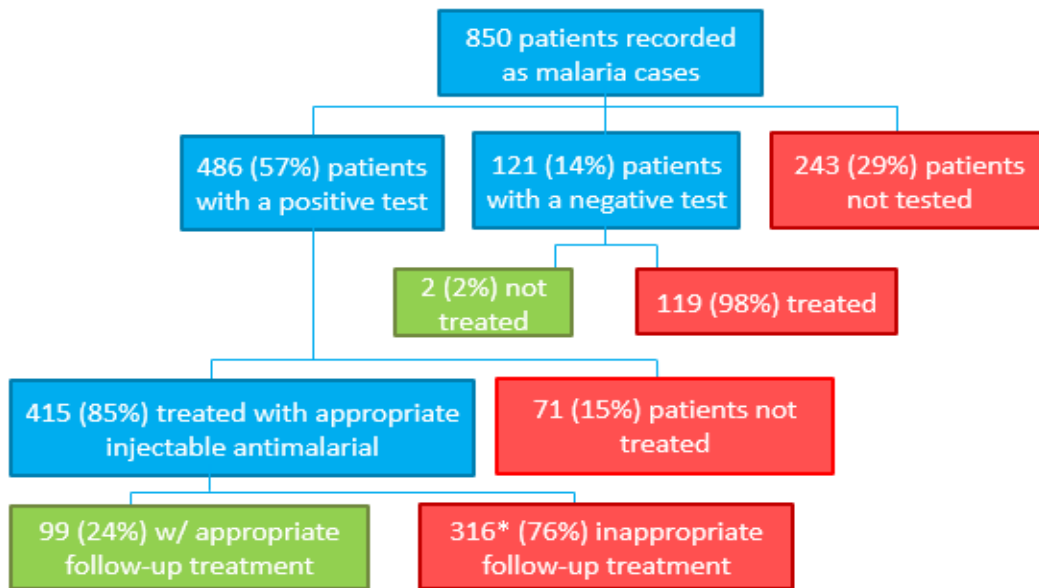 850 patients recorded
as malaria cases
486 (57%) patients
with a positive test
121 (14%) patients
with a negative test
243 (29%) patients
not tested
2 (2%) not
treated
119 (98%) treated
415 (85%) treated with appropriate
injectable antimalarial
71 (15%) patients not
treated
99 (24%) w/ appropriate
follow-up treatment
316* (76%) inappropriate
follow-up treatment